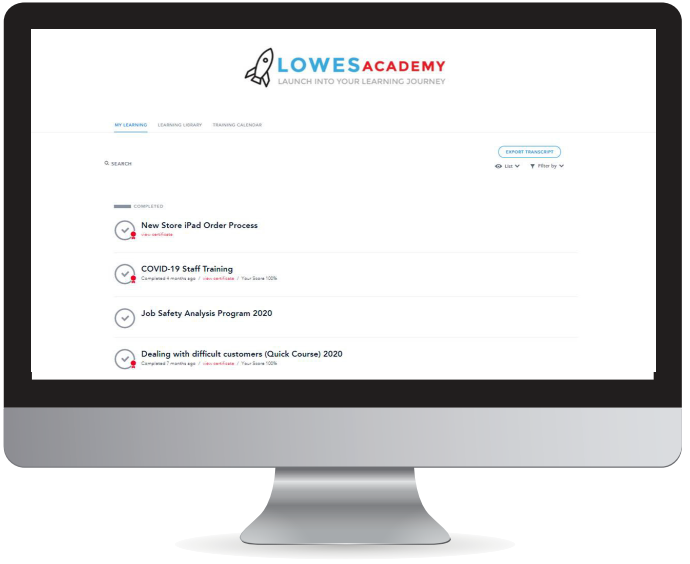 LOWESACADEMY
LAUNCH INTO YOUR LEARNING JOURNEY
MY LEARNING LEARNING LIBRARY TRAINING CALENDAR
EXPORT TRANSCRIPT
SEARCH
List Filter by
COMPLETED
New Store iPad Order Process
view certificate
COVID-19 Staff Training
Completed 4 months ago / view certificate / Your Score 100%
Job Safety Analysis Program 2020
Dealing with difficult customers (Quick Course) 2020
Completed 7 months ago / view certificate / Your Score 100%